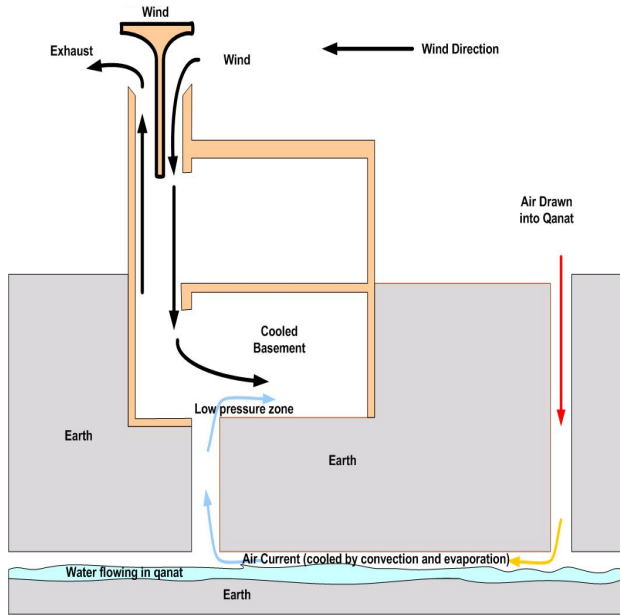 Wind
Exhaust
Wind
Wind Direction
Air Drawn
into Qanat
Cooled
Basement
Low pressure zone
Earth
Earth
Air Current (cooled by convection and evaporation)
Water flowing in qanat
Earth